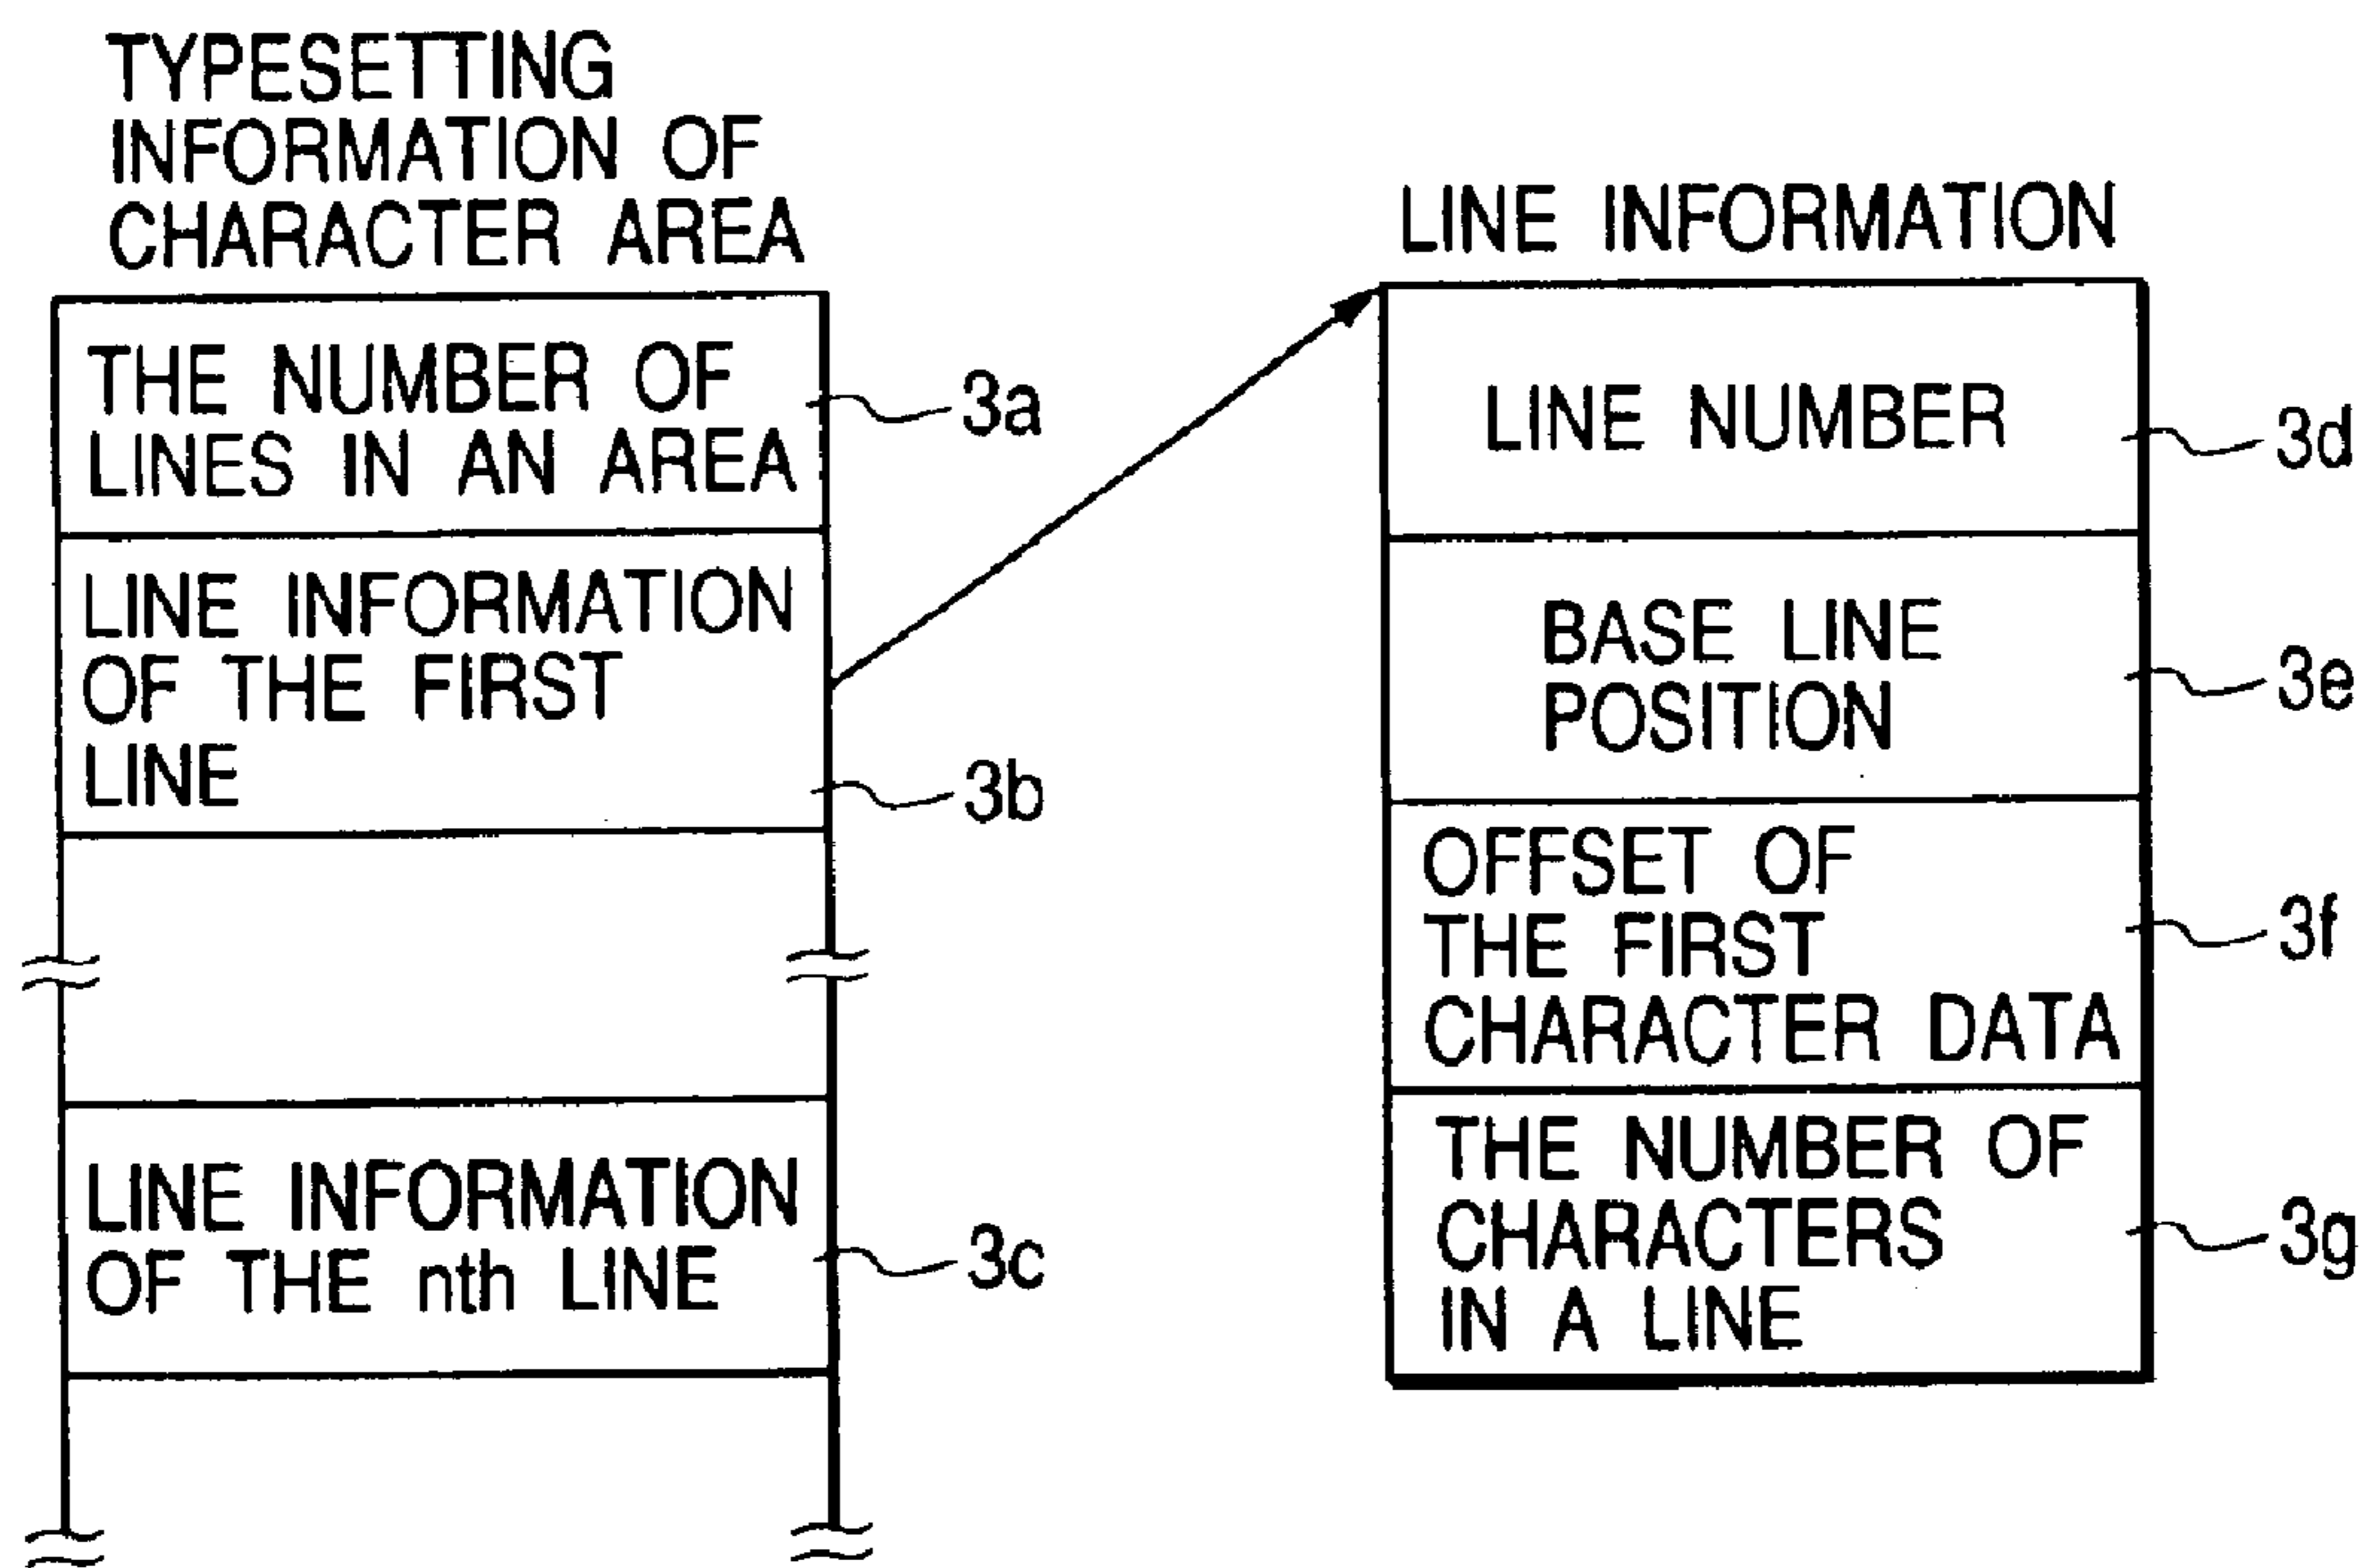 TYPESETTING
INFORMATION OF
CHARACTER AREA
THE NUMBER OF
LINES IN AN AREA
3a
LINE INFORMATION
OF THE FIRST
LINE
3b
LINE INFORMATION
OF THE nth LINE
3c
LINE INFORMATION
LINE NUMBER
3d
BASE LINE
POSITION
3e
OFFSET OF
THE FIRST
CHARACTER DATA
3f
THE NUMBER OF
CHARACTERS
IN A LINE
3g